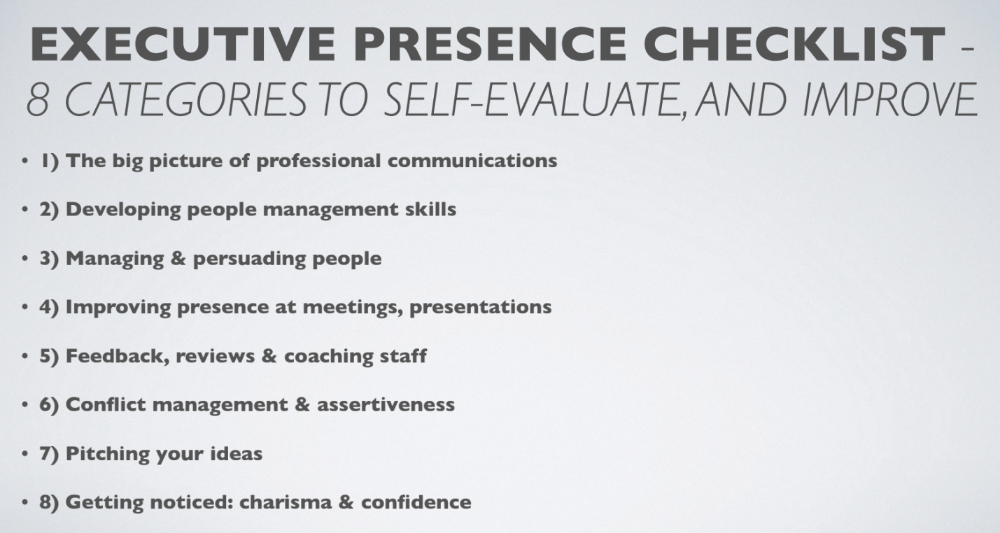 EXECUTIVE PRESENCE CHECKLIST -
8 CATEGORIES TO SELF-EVALUATE, AND IMPROVE
• 1) The big picture of professional communications
• 2) Developing people management skills
• 3) Managing & persuading people
• 4) Improving presence at meetings, presentations
• 5) Feedback, reviews & coaching staff
• 6) Conflict management & assertiveness
• 7) Pitching your ideas
• 8) Getting noticed: charisma & confidence